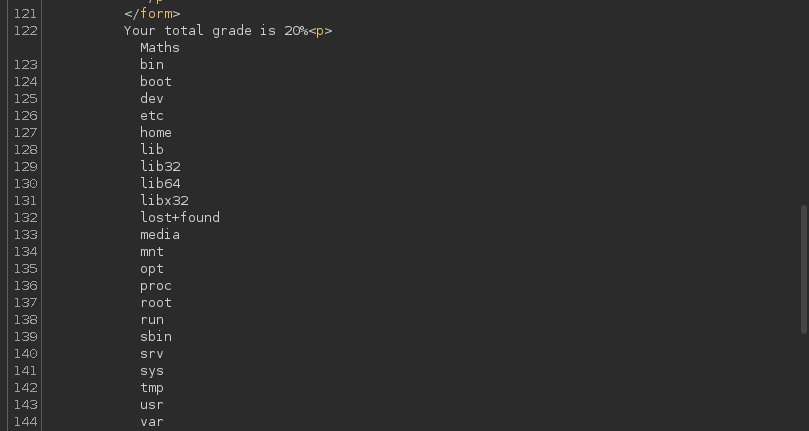 121 </form>
122 Your total grade is 20%<p>
Maths
123 bin
124 boot
125 dev
126 etc
127 home
128 lib
129 lib32
130 lib64
131 libx32
132 lost+found
133 media
134 mnt
135 opt
136 proc
137 root
138 run
139 sbin
140 srv
141 sys
142 tmp
143 usr
144 var